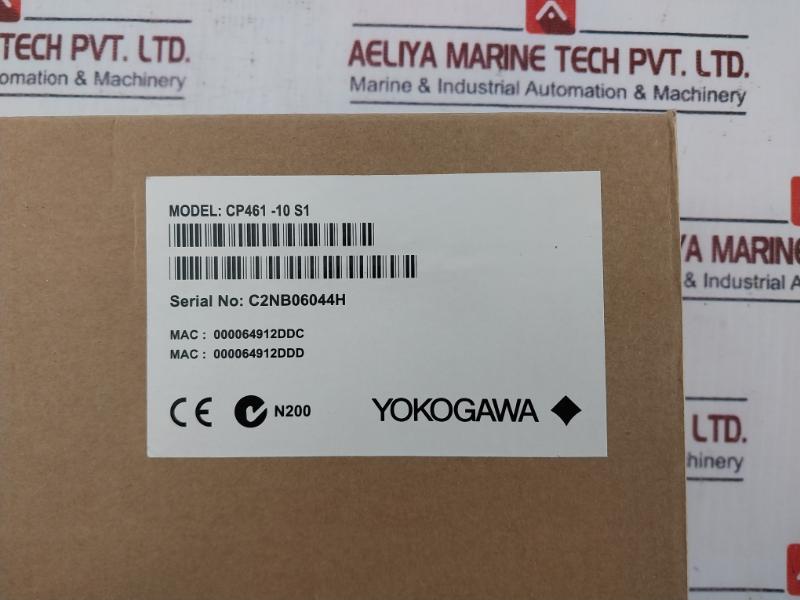 TECH PVT. LTD.
omation & Machinery
AELIYA MARINE TECH PVT. LTD.
Marine & Industrial Automation & Machinery
MODEL: CP461 -10 S1
Serial No: C2NB06044H
MAC : 000064912DDC
MAC : 000064912DDD
CE N200 YOKOGAWA
YA MARINE
& Industrial A
LTD.
hinery